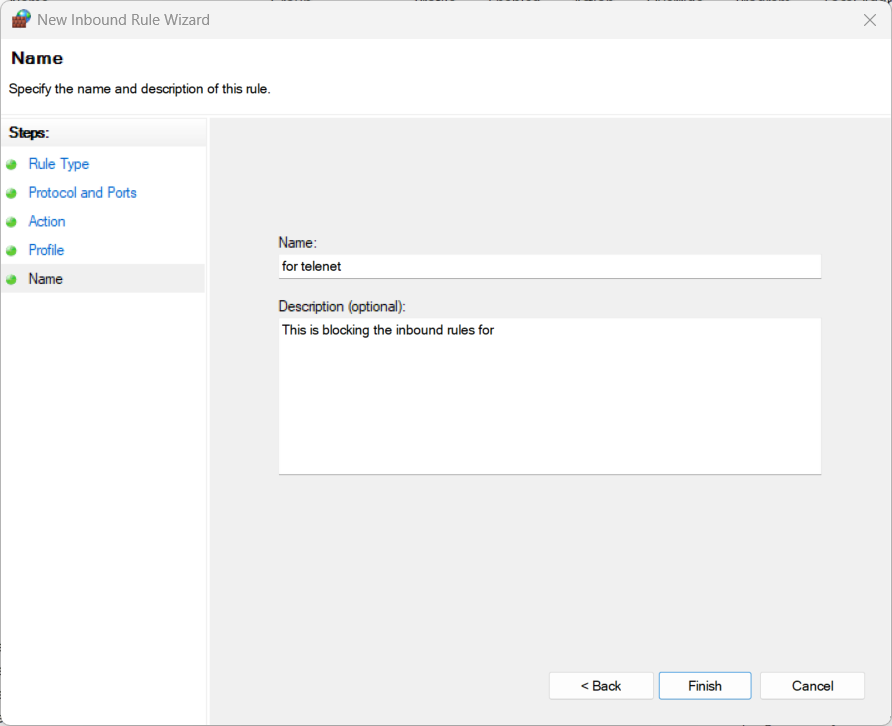 New Inbound Rule Wizard
Name
Specify the name and description of this rule.
Steps:
Rule Type
Protocol and Ports
Action
Profile
Name
Name:
for telenet
Description (optional):
This is blocking the inbound rules for
< Back
Finish
Cancel